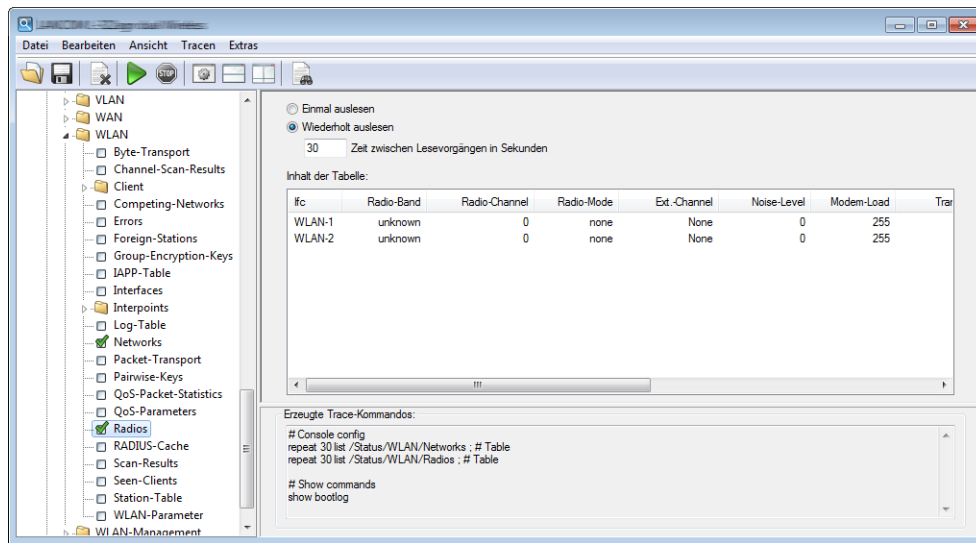 Datei Bearbeiten Ansicht Tracen Extras
STOP
VLAN
WAN
WLAN
Byte-Transport
Channel-Scan-Results
Client
Competing-Networks
Errors
Foreign-Stations
Group-Encryption-Keys
IAPP-Table
Interfaces
Interpoints
Log-Table
Networks
Packet-Transport
Pairwise-Keys
QoS-Packet-Statistics
QoS-Parameters
Radios
RADIUS-Cache
Scan-Results
Seen-Clients
Station-Table
WLAN-Parameter
WLAN-Management
Einmal auslesen
Wiederholt auslesen
30 Zeit zwischen Lesevorgängen in Sekunden
Inhalt der Tabelle:
Ifc Radio-Band Radio-Channel Radio-Mode Ext.-Channel Noise-Level Modem-Load Tran
WLAN-1 unknown 0 none None 0 255
WLAN-2 unknown 0 none None 0 255
Erzeugte Trace-Kommandos:
# Console config
repeat 30 list /Status/WLAN/Networks ; # Table
repeat 30 list /Status/WLAN/Radios ; # Table
# Show commands
show bootlog